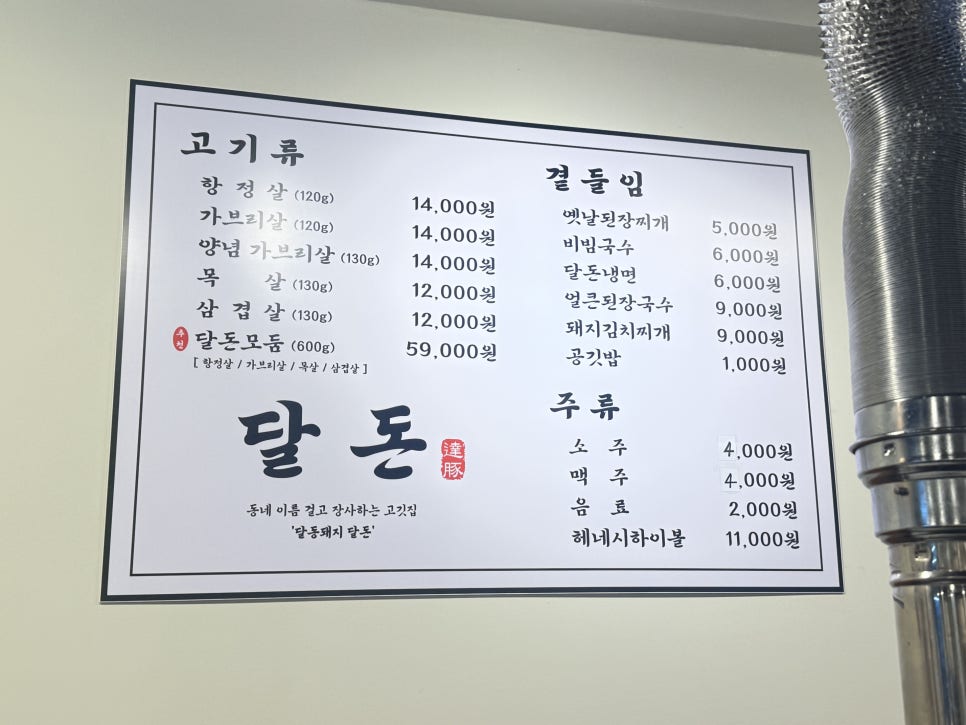 고기류
항정살 (120g) 14,000원
가브리살 (120g) 14,000원
양념 가브리살 (130g) 14,000원
목살 (130g) 12,000원
삼겹살 (130g) 12,000원
추천 달돈모둠 (600g) 59,000원
[ 항정살 / 가브리살 / 목살 / 삼겹살 ]
달돈
達豚
동네 이름 걸고 장사하는 고깃집
'달동돼지 달돈'
곁들임
옛날된장찌개 5,000원
비빔국수 6,000원
달돈냉면 6,000원
얼큰된장국수 9,000원
돼지김치찌개 9,000원
공깃밥 1,000원
주류
소주 4,000원
맥주 4,000원
음료 2,000원
헤네시하이볼 11,000원